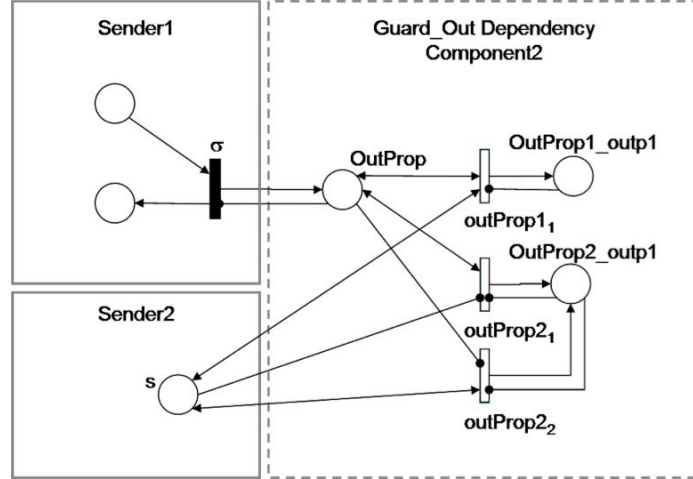 Sender1
Guard_Out Dependency
Component2
σ
OutProp
OutProp1_outp1
outProp1₁
OutProp2_outp1
Sender2
outProp2₁
s
outProp2₂